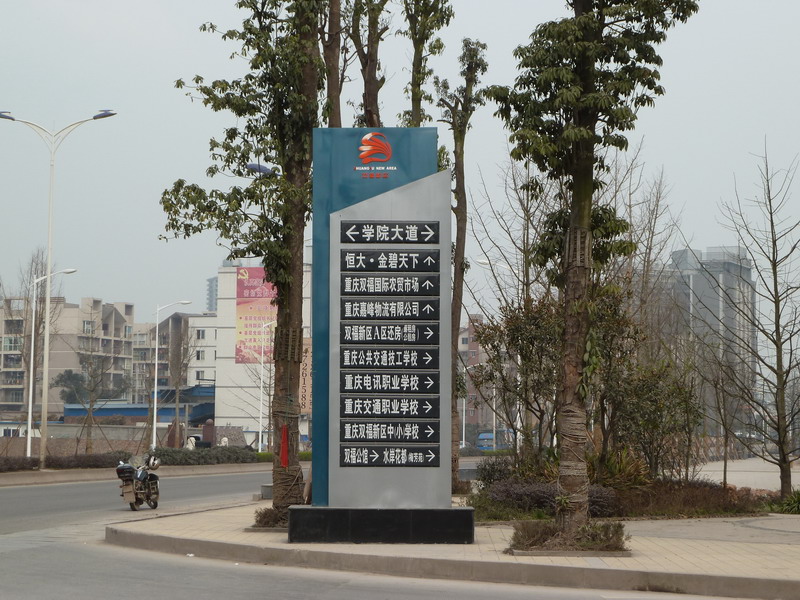 HUANG U NEW AREA
学院大道
恒大·金碧天下
重庆双福国际农贸市场
重庆嘉峰物流有限公司
双福新区A区还房
重庆公共交通技工学校
重庆电讯职业学校
重庆交通职业学校
重庆双福新区中(小)学校
双福公馆 水岸花都